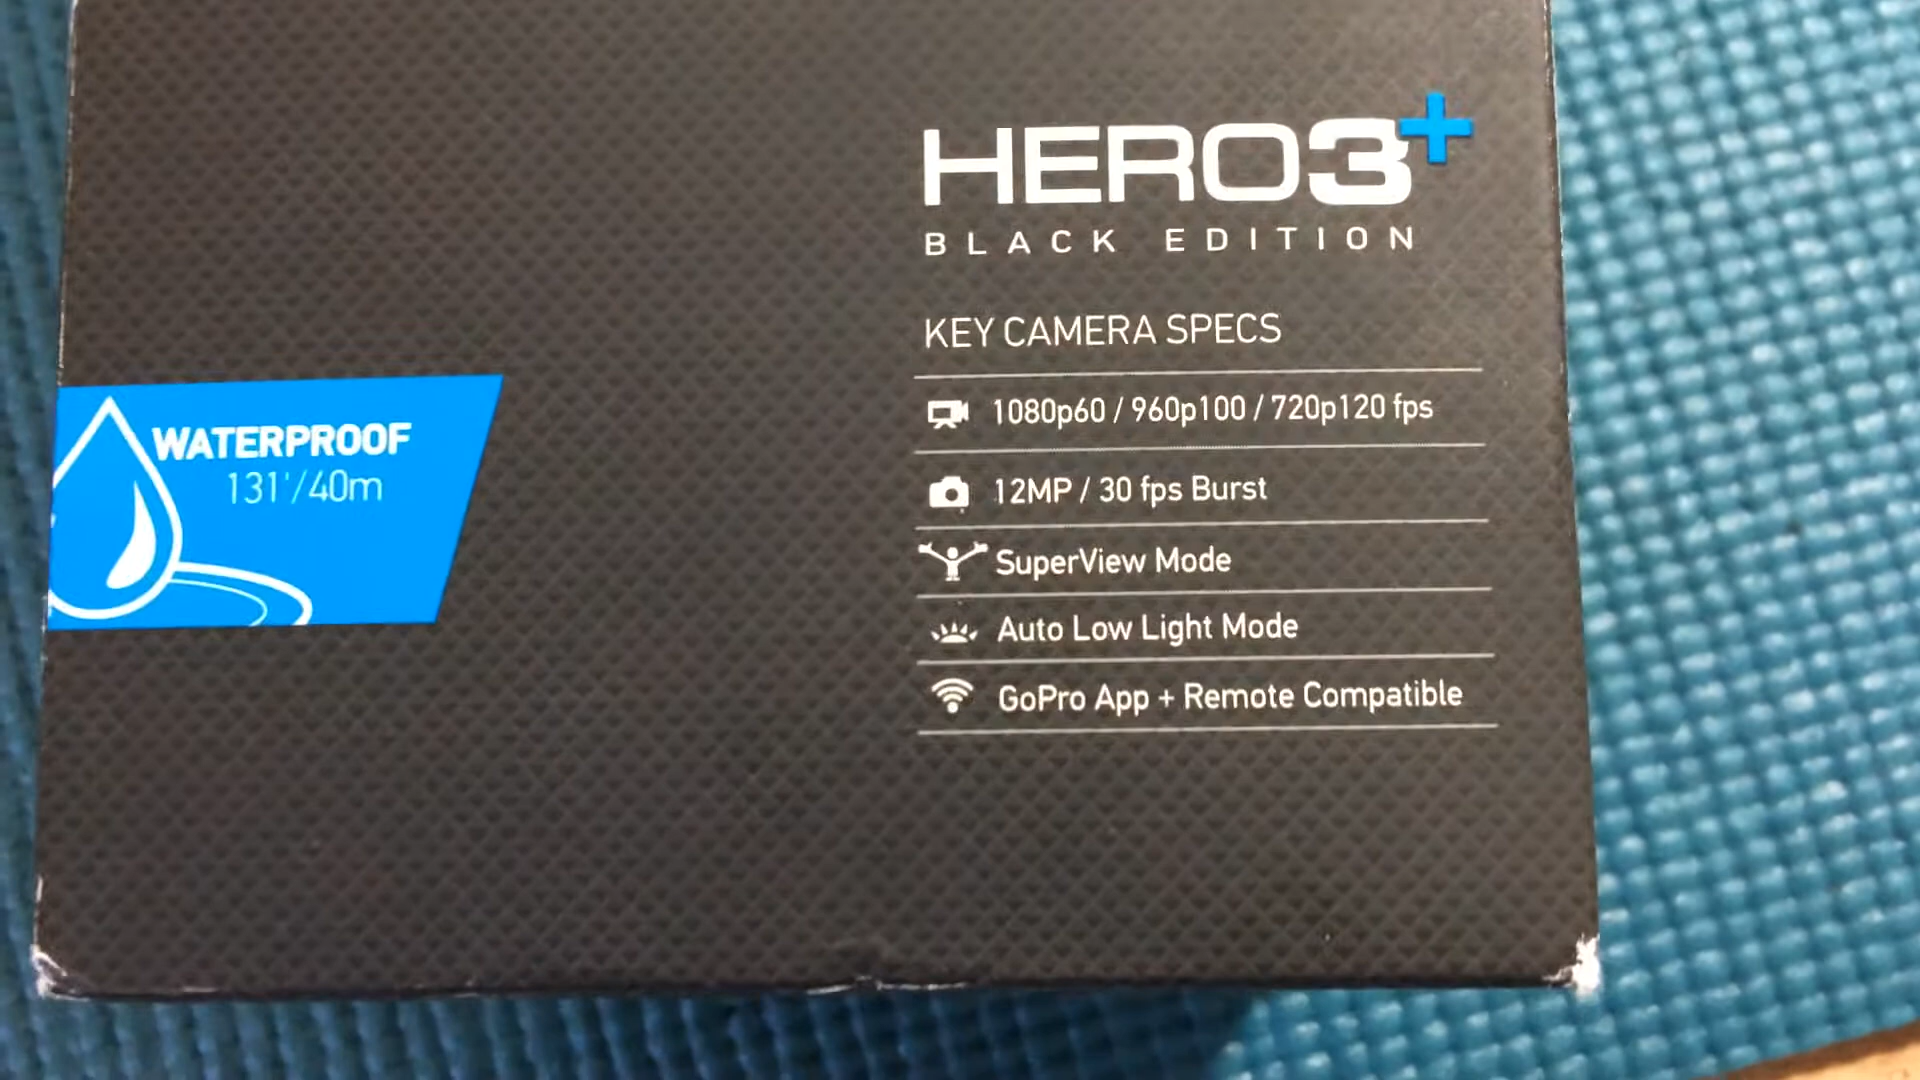 HERO3+
BLACK EDITION
KEY CAMERA SPECS
1080p60 / 960p100 / 720p120 fps
12MP / 30 fps Burst
SuperView Mode
Auto Low Light Mode
GoPro App + Remote Compatible
WATERPROOF
131'/40m